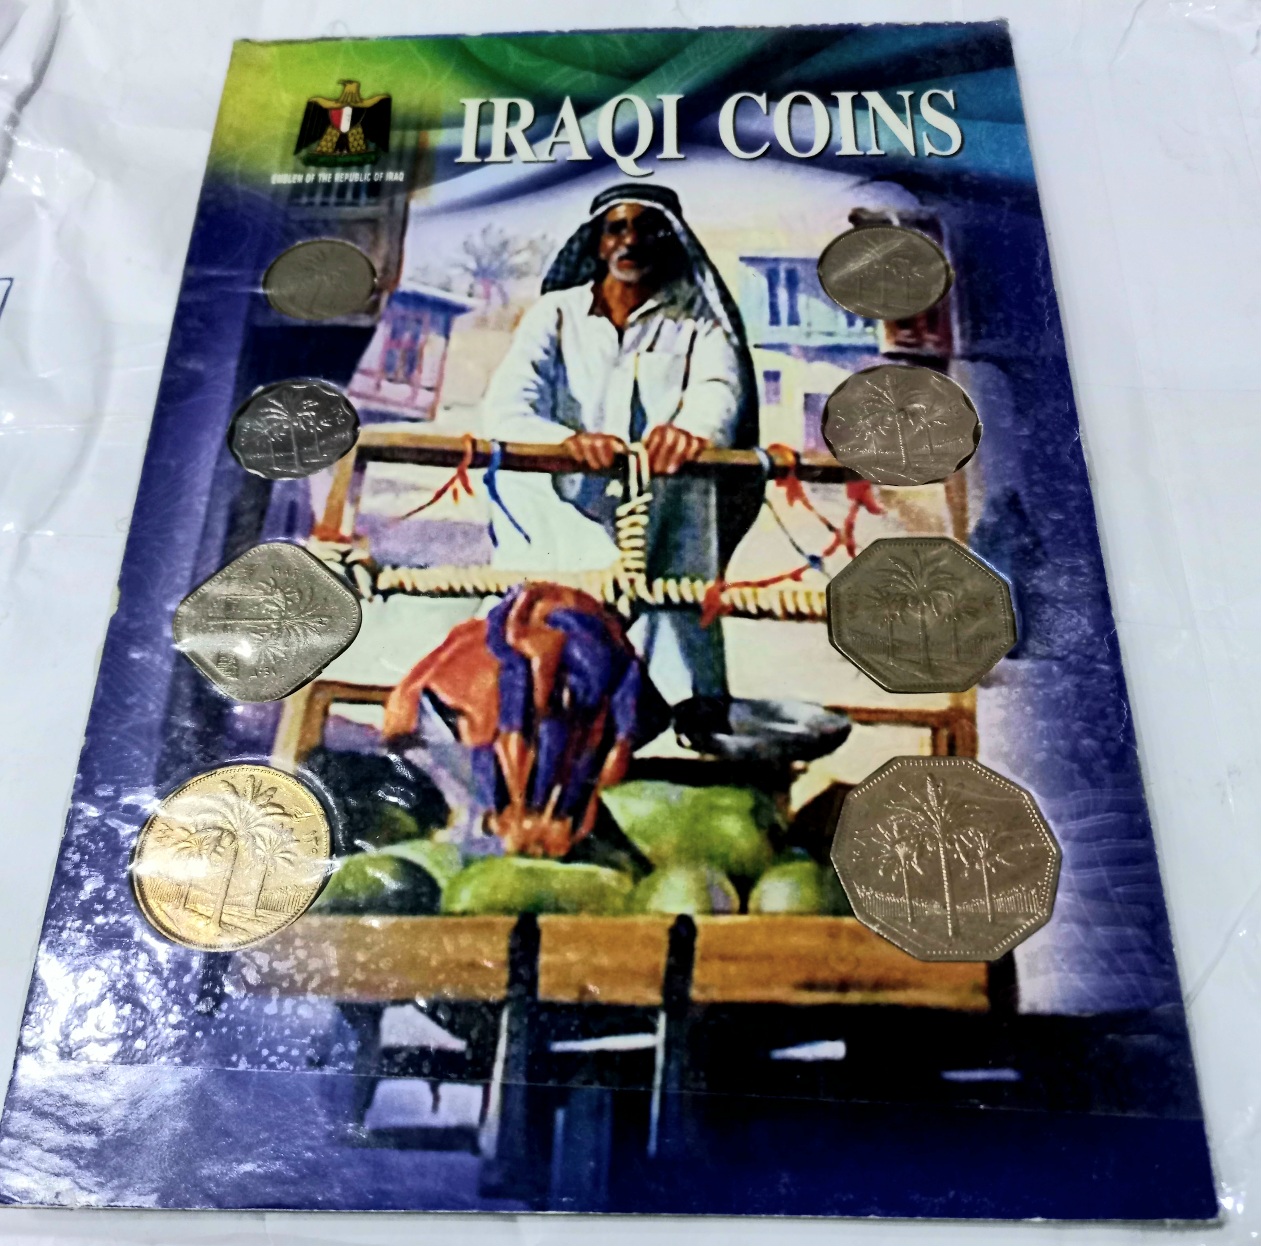 IRAQI COINS
EMBLEM OF THE REPUBLIC OF IRAQ